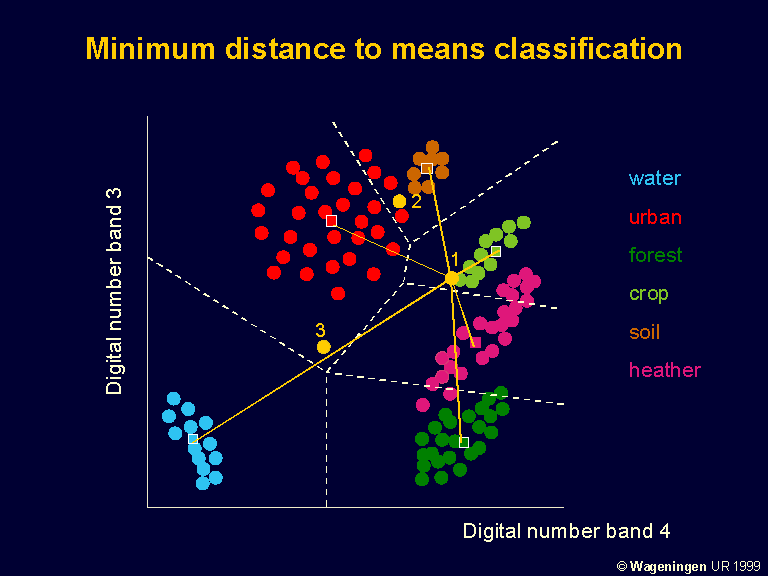 Minimum distance to means classification
Digital number band 3
water
urban
forest
crop
soil
heather
2
1
3
Digital number band 4
© Wageningen UR 1999